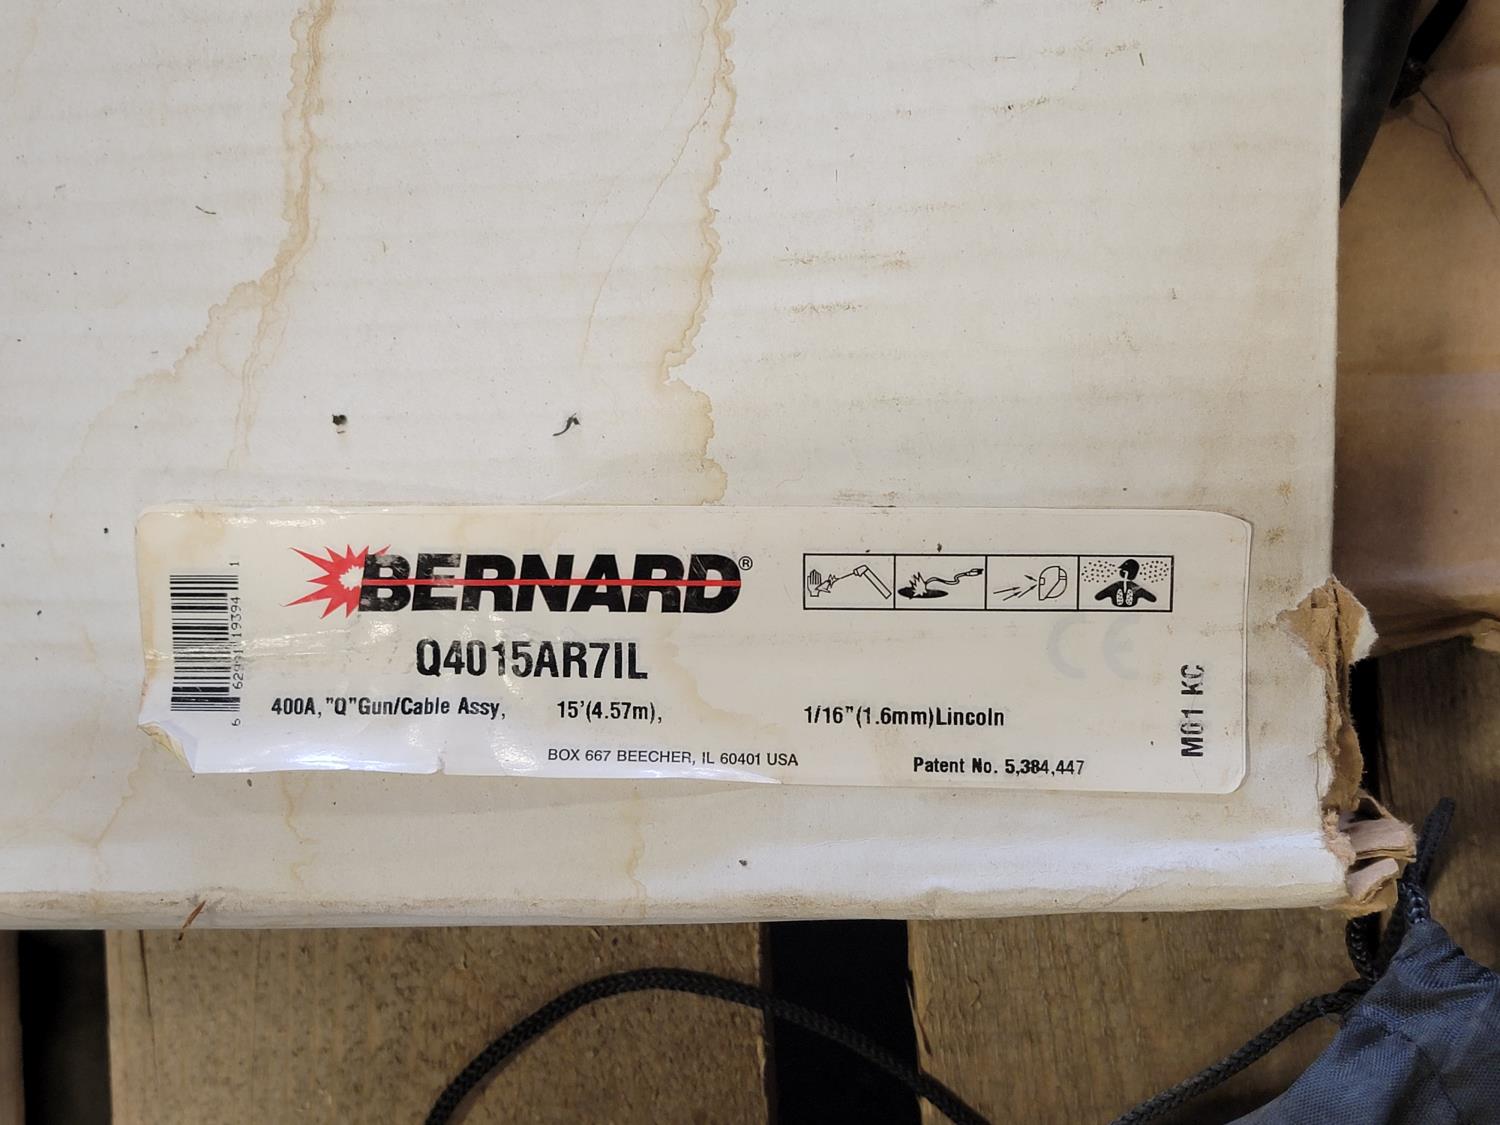 BERNARD®
Q4015AR7IL
400A, "Q"Gun/Cable Assy, 15'(4.57m), 1/16"(1.6mm)Lincoln
BOX 667 BEECHER, IL 60401 USA
Patent No. 5,384,447
M01 KC
CE